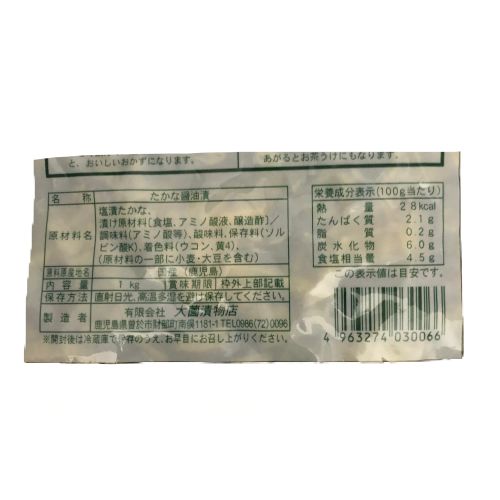 と、おいしいおかずになります。
あがるとお茶うけにもなります。
名　称　たかな醤油漬
原材料名　塩漬たかな、
漬け原材料［食塩、アミノ酸液、醸造酢］／
調味料（アミノ酸等）、酸味料、保存料（ソル
ビン酸K）、着色料（ウコン、黄4）、
（原材料の一部に小麦・大豆を含む）
原料原産地名　国産（鹿児島）
内容量　1kg　賞味期限　枠外上部記載
保存方法　直射日光、高温多湿を避け保存してください。
製造者　有限会社 大薗漬物店
鹿児島県曽於市財部町南俣1181-1 TEL0986(72)0096
※開封後は冷蔵庫で保存のうえ、お早目にお召し上がりください。
栄養成分表示（100g当たり）
熱量　28kcal
たんぱく質　2.1g
脂質　0.2g
炭水化物　6.0g
食塩相当量　4.5g
この表示値は目安です。
4 963274 030066